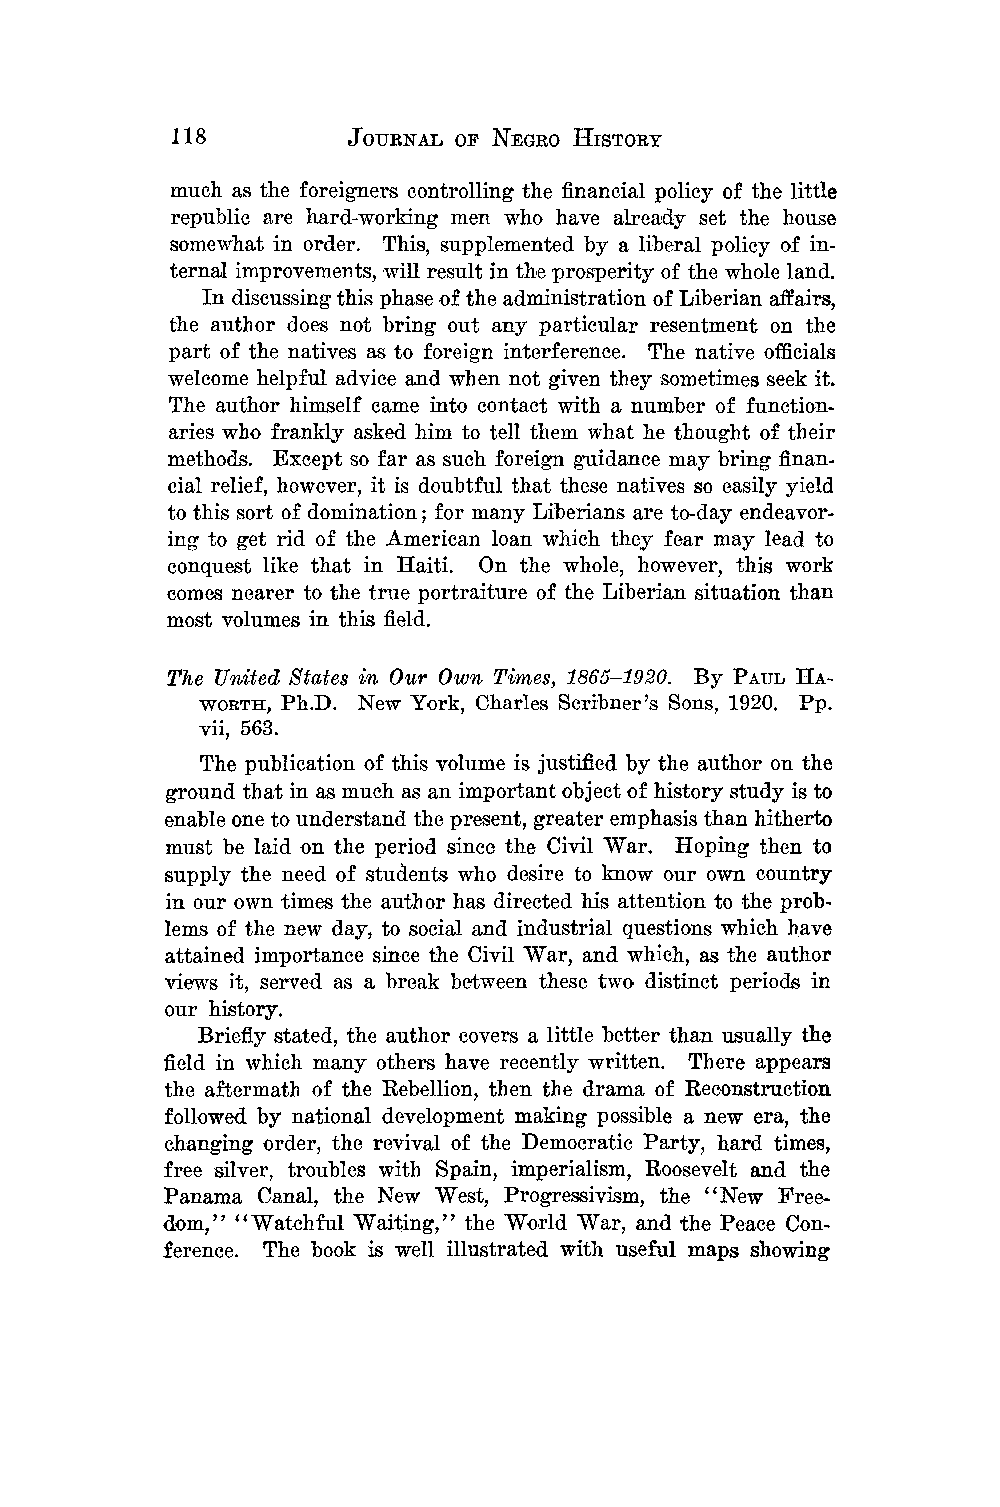 118 JOURNAL OF NEGRO HISTORY
much as the foreigners controlling the financial policy of the little
republic are hard-working men who have already set the house
somewhat in order. This, supplemented by a liberal policy of in-
ternal improvements, will result in the prosperity of the whole land.
In discussing this phase of the administration of Liberian affairs,
the author does not bring out any particular resentment on the
part of the natives as to foreign interference. The native officials
welcome helpful advice and when not given they sometimes seek it.
The author himself came into contact with a number of function-
aries who frankly asked him to tell them what he thought of their
methods. Except so far as such foreign guidance may bring finan-
cial relief, however, it is doubtful that these natives so easily yield
to this sort of domination; for many Liberians are to-day endeavor-
ing to get rid of the American loan which they fear may lead to
conquest like that in Haiti. On the whole, however, this work
comes nearer to the true portraiture of the Liberian situation than
most volumes in this field.
The United States in Our Own Times, 1865–1920. By PAUL HA-
WORTH, Ph.D. New York, Charles Scribner's Sons, 1920. Pp.
vii, 563.
The publication of this volume is justified by the author on the
ground that in as much as an important object of history study is to
enable one to understand the present, greater emphasis than hitherto
must be laid on the period since the Civil War. Hoping then to
supply the need of students who desire to know our own country
in our own times the author has directed his attention to the prob-
lems of the new day, to social and industrial questions which have
attained importance since the Civil War, and which, as the author
views it, served as a break between these two distinct periods in
our history.
Briefly stated, the author covers a little better than usually the
field in which many others have recently written. There appears
the aftermath of the Rebellion, then the drama of Reconstruction
followed by national development making possible a new era, the
changing order, the revival of the Democratic Party, hard times,
free silver, troubles with Spain, imperialism, Roosevelt and the
Panama Canal, the New West, Progressivism, the "New Free-
dom," "Watchful Waiting," the World War, and the Peace Con-
ference. The book is well illustrated with useful maps showing